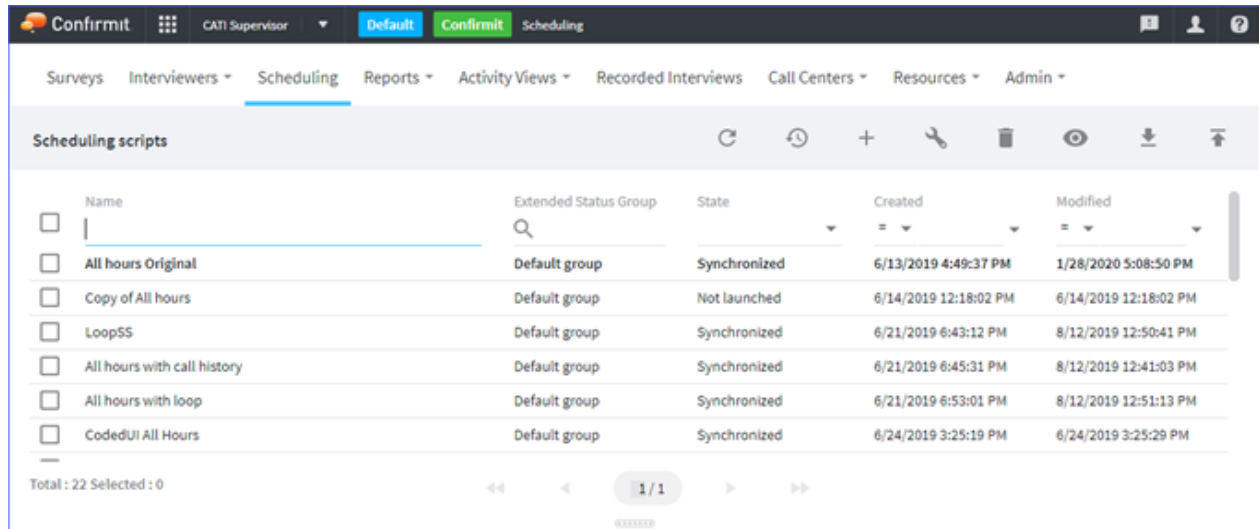 Confirmit CATI Supervisor Default Confirmit Scheduling
Surveys Interviewers Scheduling Reports Activity Views Recorded Interviews Call Centers Resources Admin
Scheduling scripts
Name Extended Status Group State Created Modified
= =
All hours Original Default group Synchronized 6/13/2019 4:49:37 PM 1/28/2020 5:08:50 PM
Copy of All hours Default group Not launched 6/14/2019 12:18:02 PM 6/14/2019 12:18:02 PM
LoopSS Default group Synchronized 6/21/2019 6:43:12 PM 8/12/2019 12:50:41 PM
All hours with call history Default group Synchronized 6/21/2019 6:45:31 PM 8/12/2019 12:41:03 PM
All hours with loop Default group Synchronized 6/21/2019 6:53:01 PM 8/12/2019 12:51:13 PM
CodedUI All Hours Default group Synchronized 6/24/2019 3:25:19 PM 6/24/2019 3:25:29 PM
Total : 22 Selected : 0 1 / 1